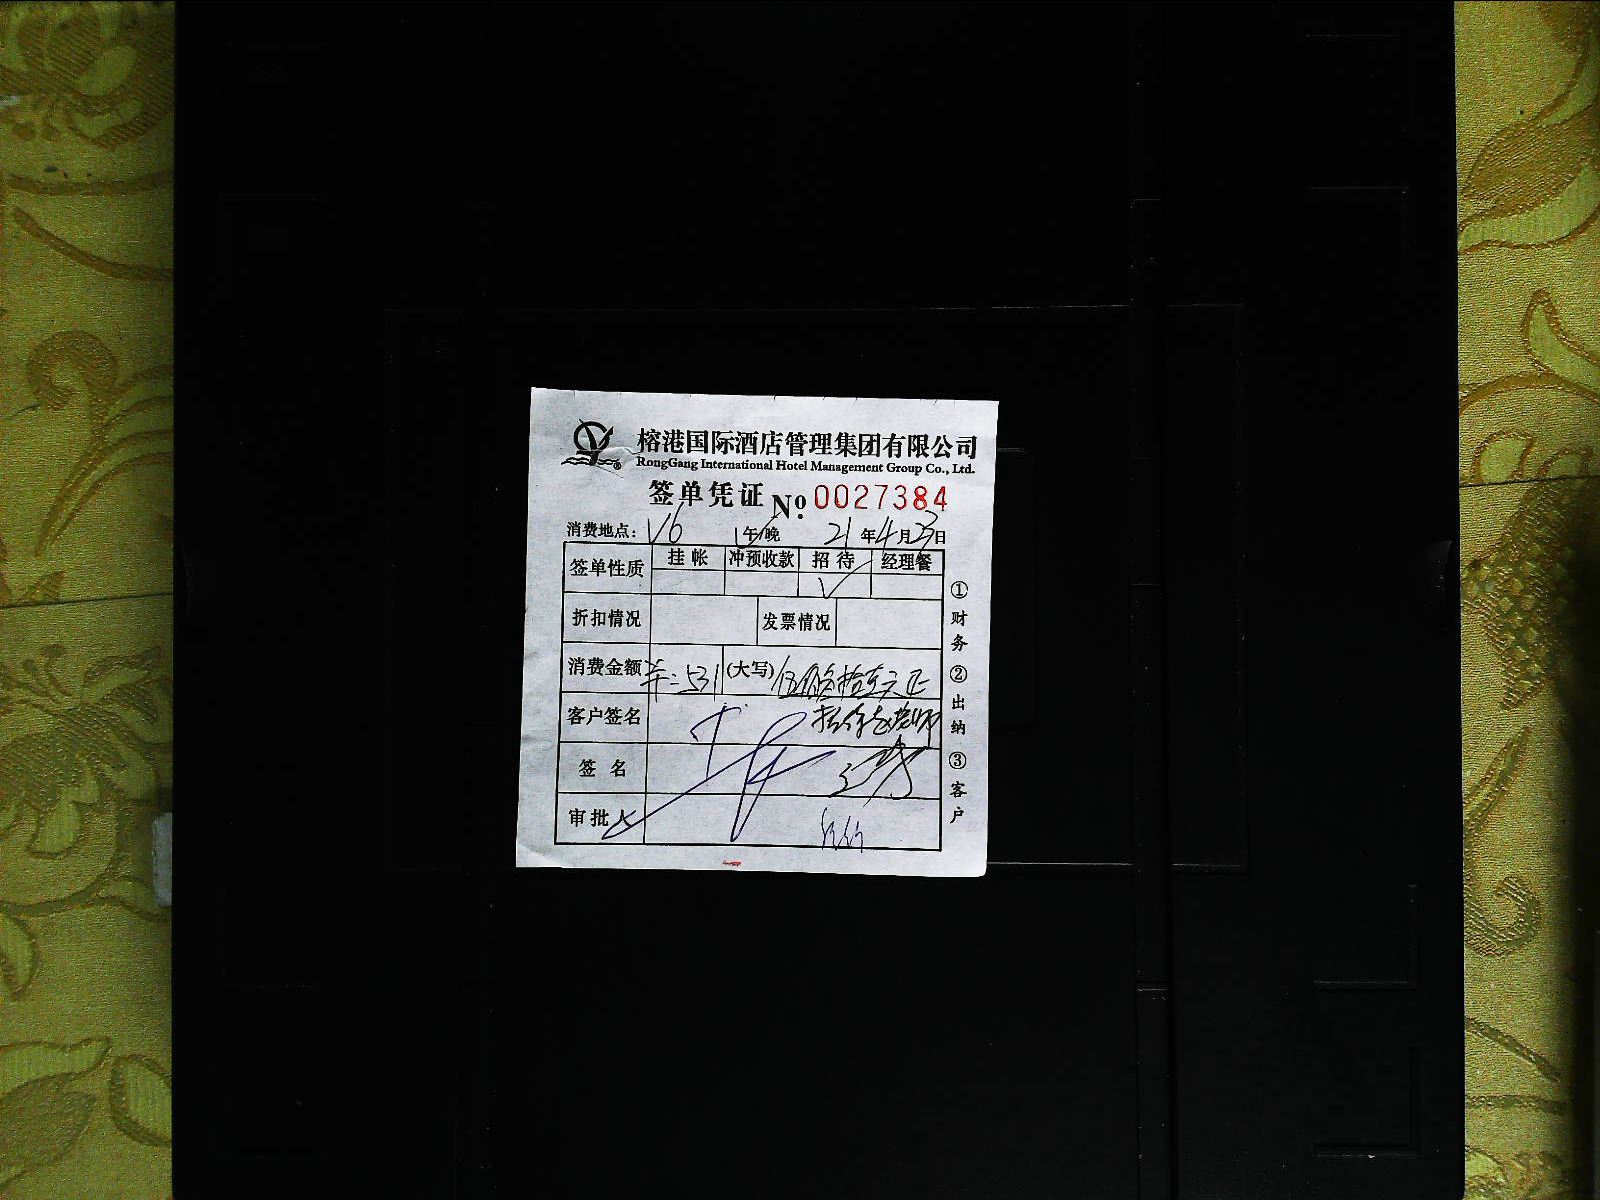 榕港国际酒店管理集团有限公司
RongGang International Hotel Management Group Co., Ltd.
签单凭证 №: 0027384
消费地点: V6 午/晚 21年4月23日
签单性质 挂帐 冲预收款 招待 经理餐
√
折扣情况 发票情况
消费金额 ¥:531 (大写)
客户签名
签名
审批人
①财务 ②出纳 ③客户